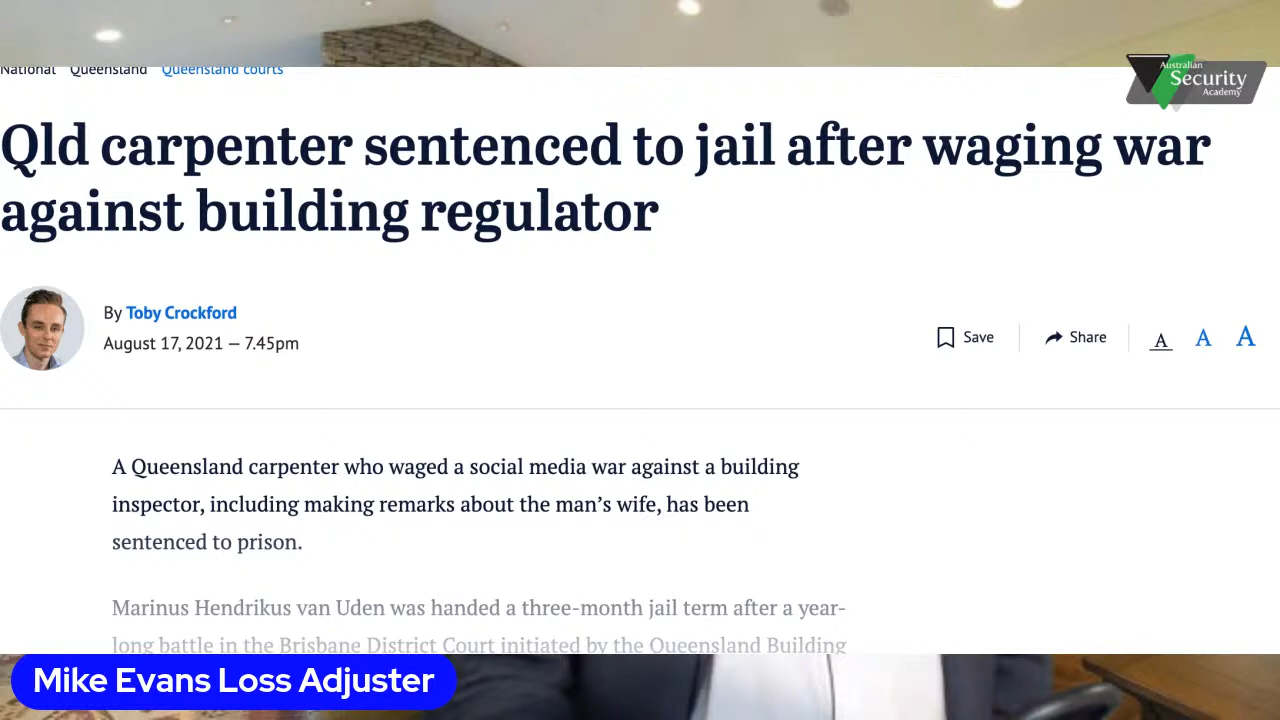 National Queensland Queensland courts
Australian
Security
Academy
Qld carpenter sentenced to jail after waging war
against building regulator
By Toby Crockford
August 17, 2021 — 7.45pm
Save Share A A A
A Queensland carpenter who waged a social media war against a building
inspector, including making remarks about the man’s wife, has been
sentenced to prison.
Marinus Hendrikus van Uden was handed a three-month jail term after a year-
long battle in the Brisbane District Court initiated by the Queensland Building
Mike Evans Loss Adjuster